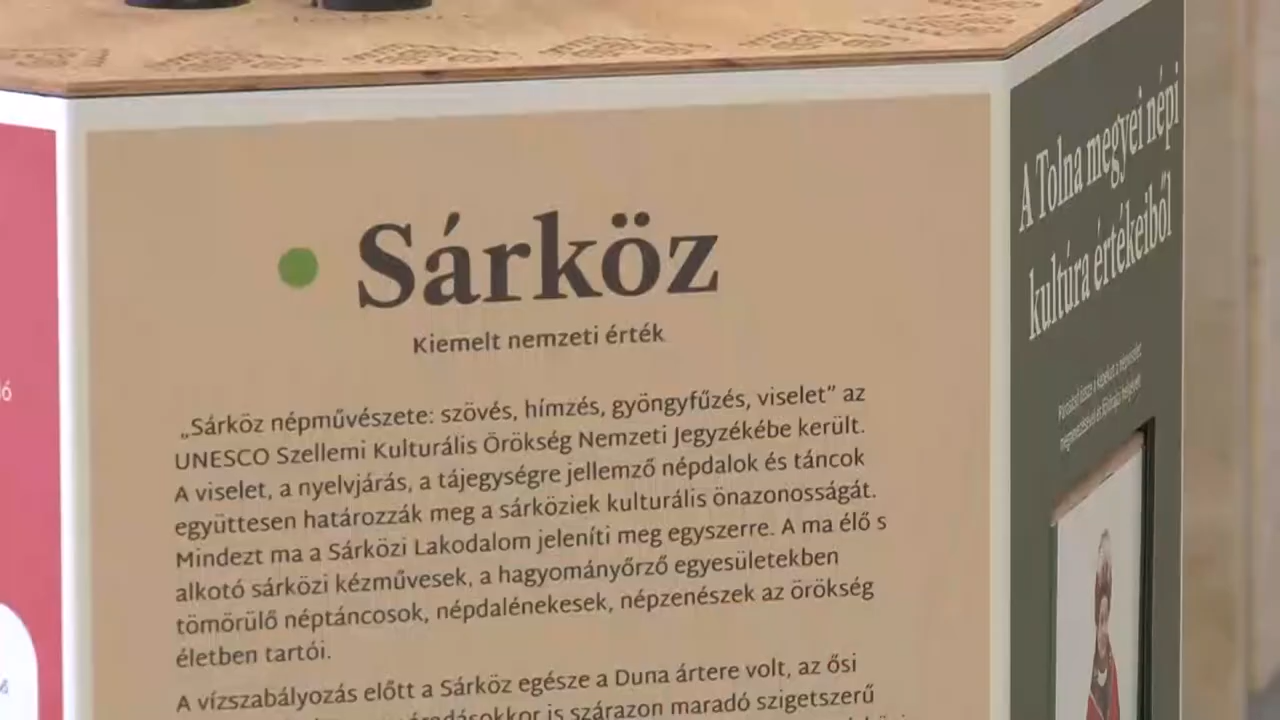 Sárköz
Kiemelt nemzeti érték
„Sárköz népművészete: szövés, hímzés, gyöngyfűzés, viselet” az
UNESCO Szellemi Kulturális Örökség Nemzeti Jegyzékébe került.
A viselet, a nyelvjárás, a tájegységre jellemző népdalok és táncok
együttesen határozzák meg a sárköziek kulturális önazonosságát.
Mindezt ma a Sárközi Lakodalom jeleníti meg egyszerre. A ma élő s
alkotó sárközi kézművesek, a hagyományőrző egyesületekben
tömörülő néptáncosok, népdalénekesek, népzenészek az örökség
életben tartói.
A vízszabályozás előtt a Sárköz egésze a Duna ártere volt, az ősi
is szárazon maradó szigetszerű
A Tolna megyei népi
kultúra értékeiből